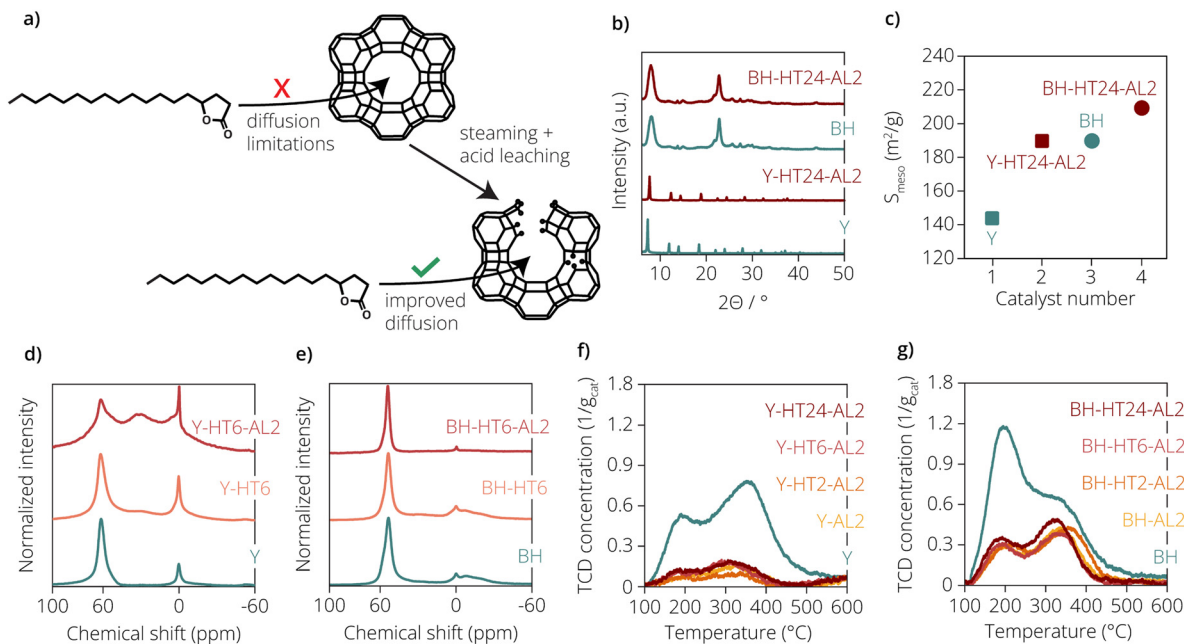 a)
X
diffusion
limitations
O
O
steaming +
acid leaching
improved
diffusion
O
O
b)
Intensity (a.u.)
BH-HT24-AL2
BH
Y-HT24-AL2
Y
10 20 30 40 50
2Θ / °
c)
S_meso (m²/g)
240
220
200
180
160
140
120
BH-HT24-AL2
BH
Y-HT24-AL2
Y
1 2 3 4
Catalyst number
d)
Normalized intensity
Y-HT6-AL2
Y-HT6
Y
100 60 0 -60
Chemical shift (ppm)
e)
Normalized intensity
BH-HT6-AL2
BH-HT6
BH
100 60 0 -60
Chemical shift (ppm)
f)
TCD concentration (1/g_cat)
1.8
1.5
1.2
0.9
0.6
0.3
0
Y-HT24-AL2
Y-HT6-AL2
Y-HT2-AL2
Y-AL2
Y
100 200 300 400 500 600
Temperature (°C)
g)
TCD concentration (1/g_cat)
1.8
1.5
1.2
0.9
0.6
0.3
0
BH-HT24-AL2
BH-HT6-AL2
BH-HT2-AL2
BH-AL2
BH
100 200 300 400 500 600
Temperature (°C)